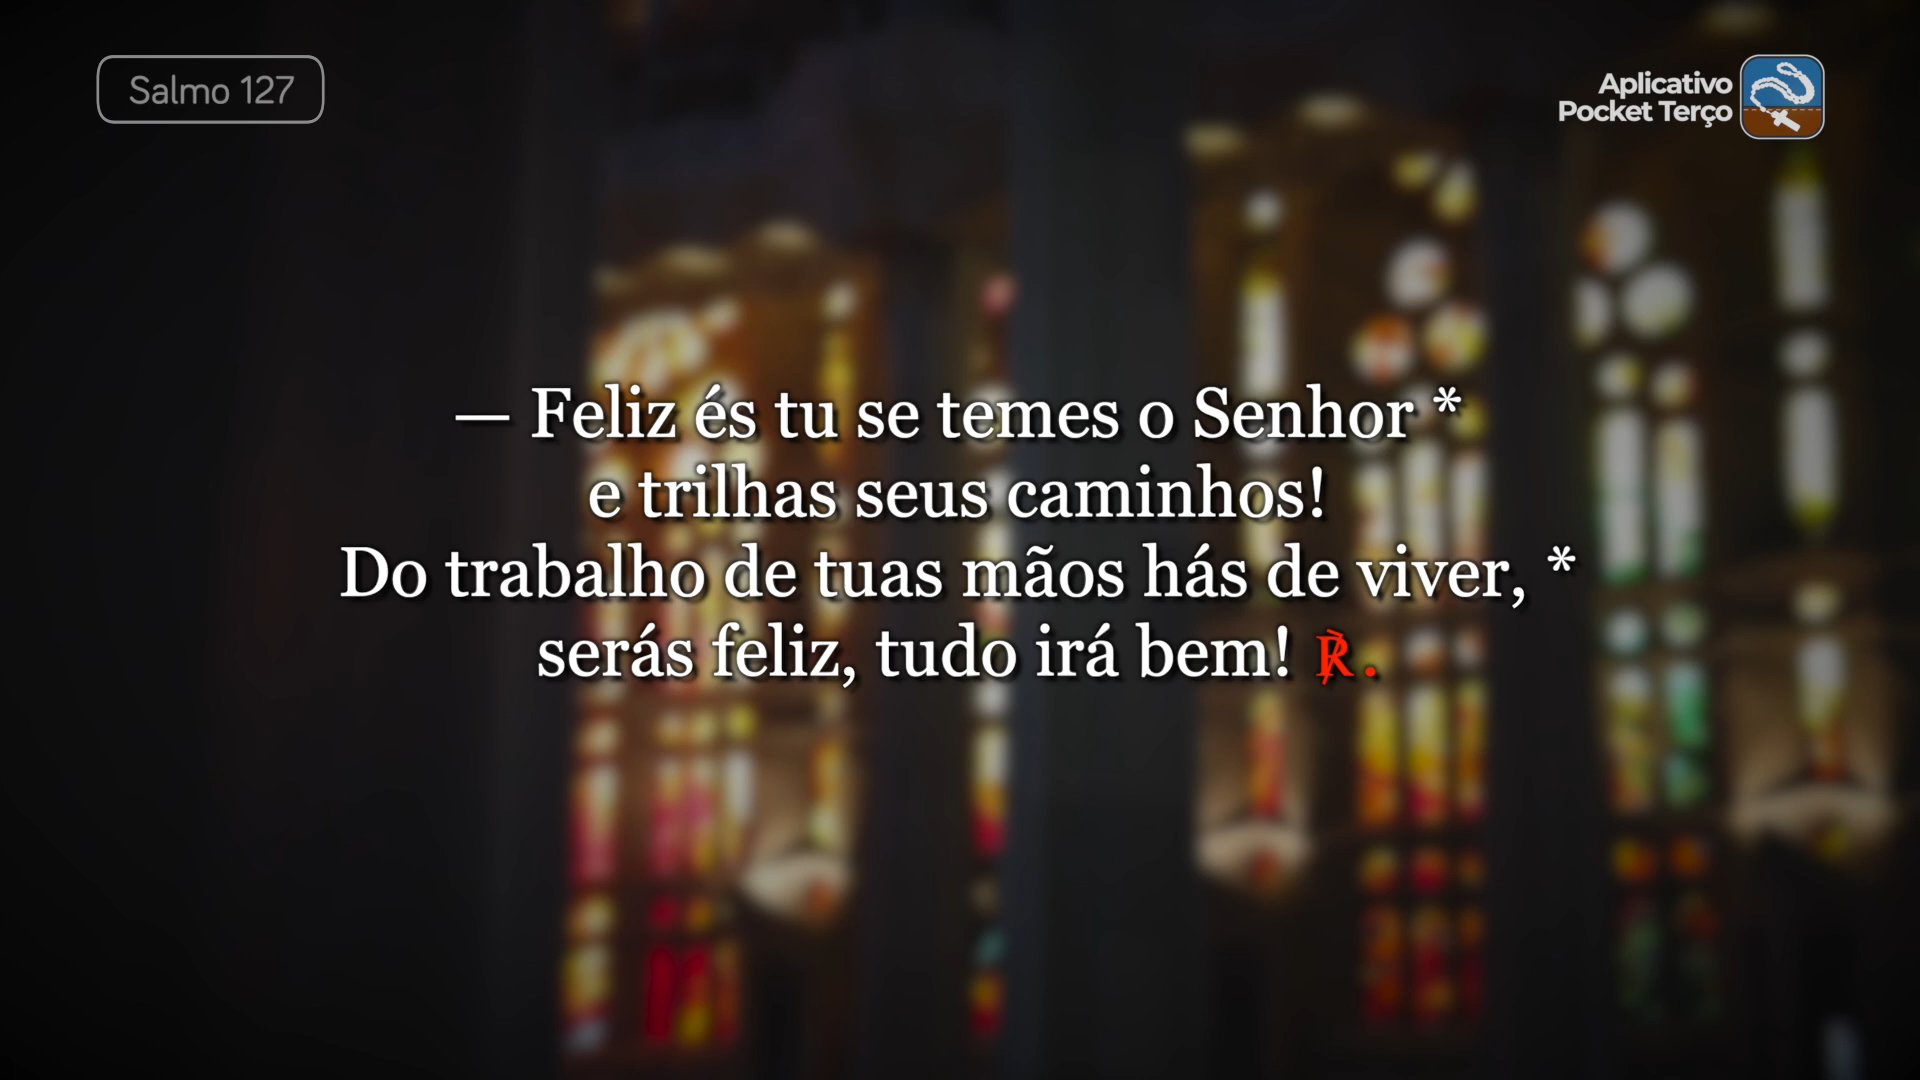 Salmo 127
Aplicativo
Pocket Terço
— Feliz és tu se temes o Senhor *
e trilhas seus caminhos!
Do trabalho de tuas mãos hás de viver, *
serás feliz, tudo irá bem! ℟.